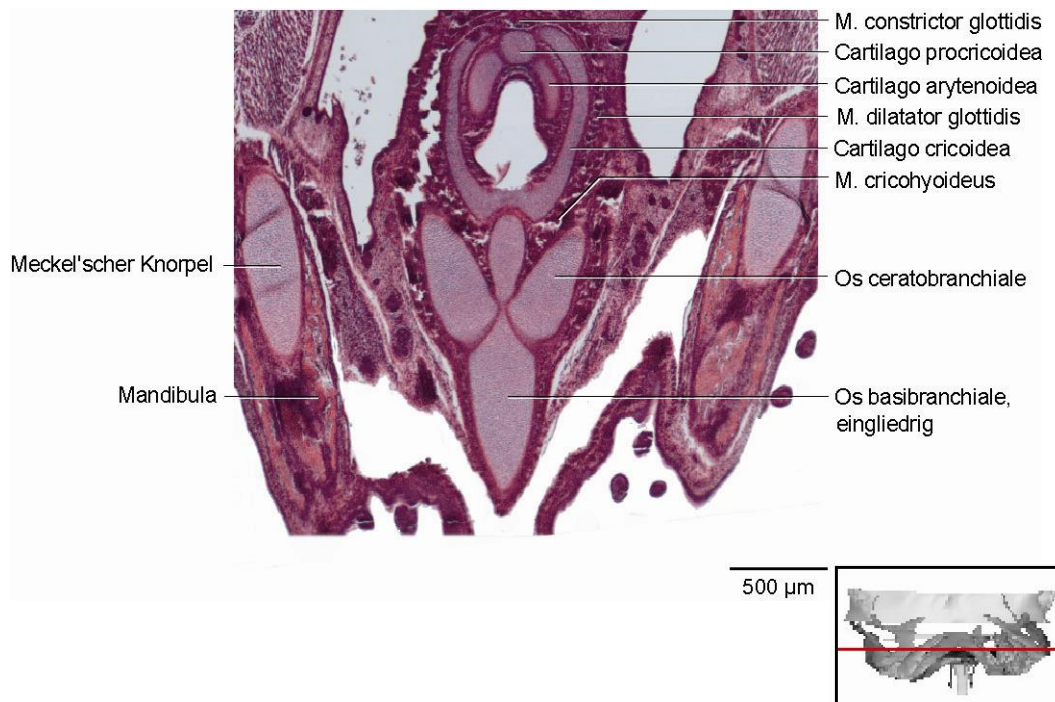 M. constrictor glottidis
Cartilago procricoidea
Cartilago arytenoidea
M. dilatator glottidis
Cartilago cricoidea
M. cricohyoideus
Meckel'scher Knorpel
Os ceratobranchiale
Mandibula
Os basibranchiale,
eingliedrig
500 µm